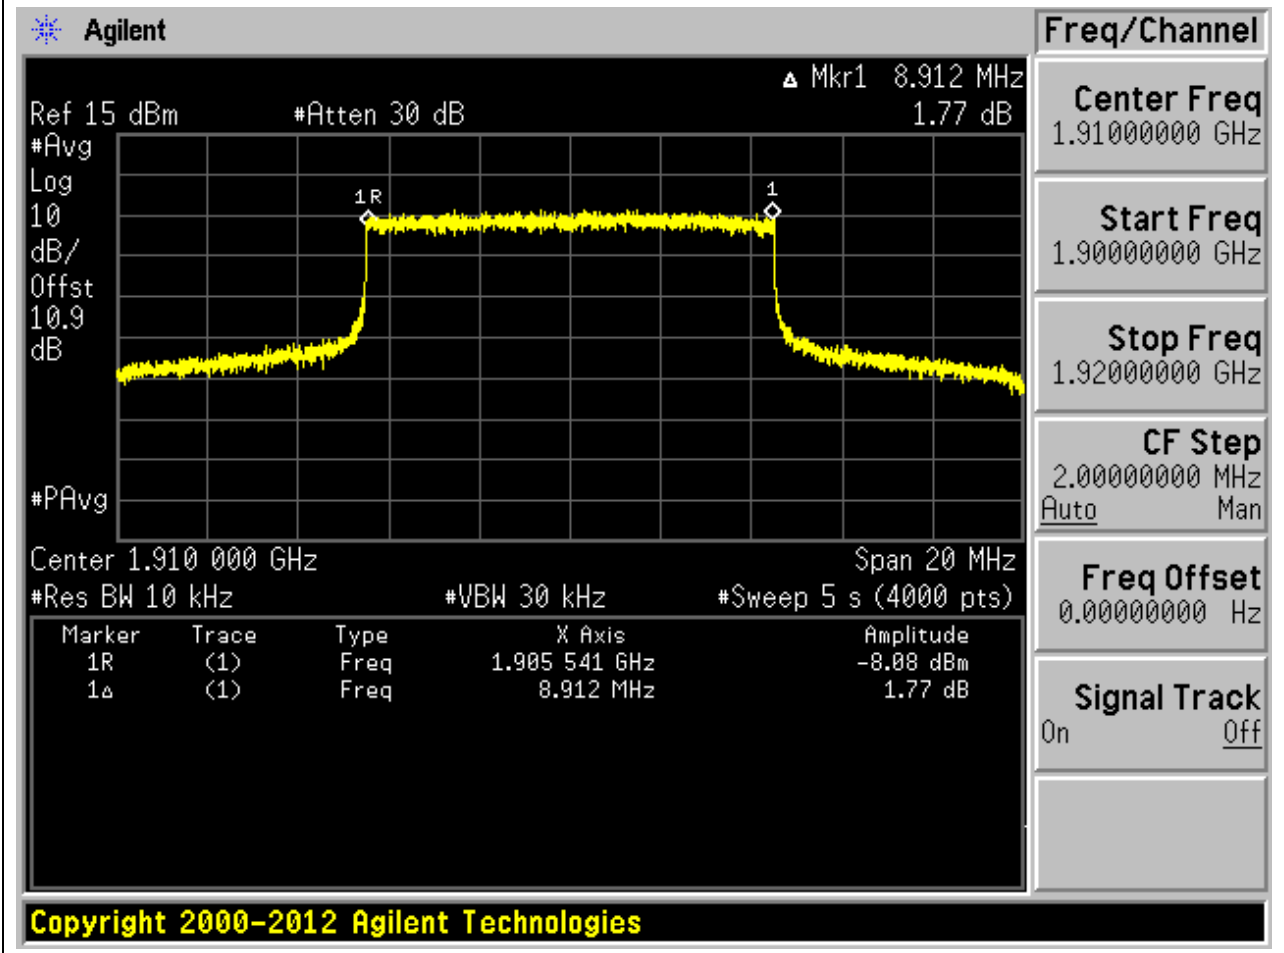 Agilent
Freq/Channel
Δ Mkr1 8.912 MHz
Ref 15 dBm #Atten 30 dB 1.77 dB
#Avg
Log
10
dB/
Offst
10.9
dB
#PAvg
1R
1
Center 1.910 000 GHz Span 20 MHz
#Res BW 10 kHz #VBW 30 kHz #Sweep 5 s (4000 pts)
Marker Trace Type X Axis Amplitude
1R (1) Freq 1.905 541 GHz -8.08 dBm
1Δ (1) Freq 8.912 MHz 1.77 dB
Center Freq
1.91000000 GHz
Start Freq
1.90000000 GHz
Stop Freq
1.92000000 GHz
CF Step
2.00000000 MHz
Auto Man
Freq Offset
0.00000000 Hz
Signal Track
On Off
Copyright 2000-2012 Agilent Technologies